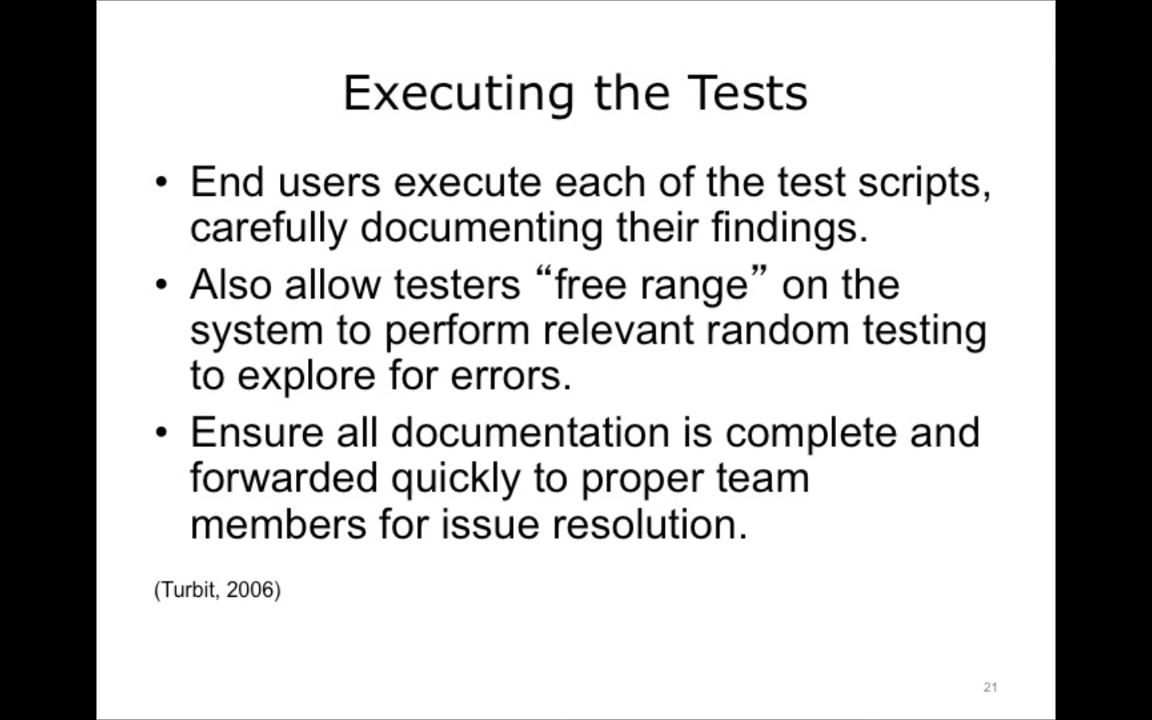 Executing the Tests
• End users execute each of the test scripts,
carefully documenting their findings.
• Also allow testers “free range” on the
system to perform relevant random testing
to explore for errors.
• Ensure all documentation is complete and
forwarded quickly to proper team
members for issue resolution.
(Turbit, 2006)
21